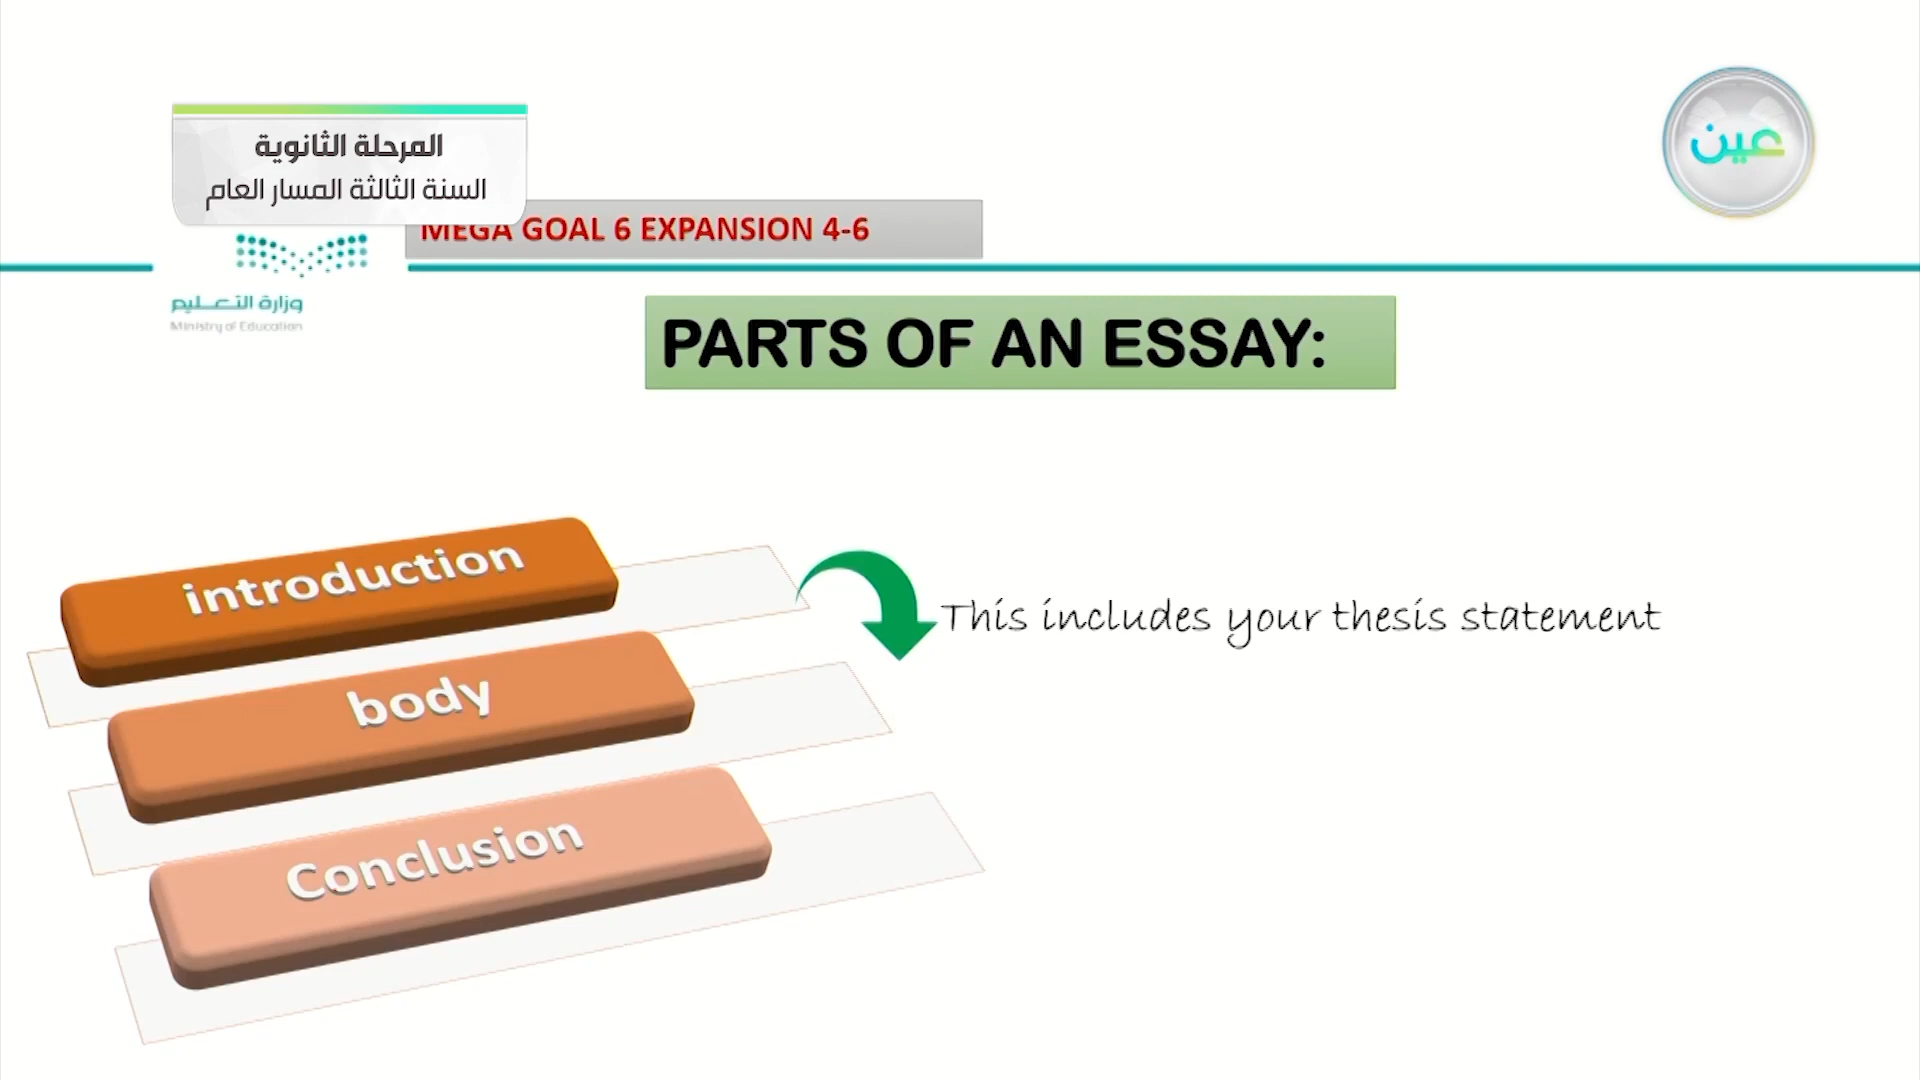 المرحلة الثانوية
السنة الثالثة المسار العام
عين
MEGA GOAL 6 EXPANSION 4-6
وزارة التعليم
Ministry of Education
PARTS OF AN ESSAY:
introduction
This includes your thesis statement
body
Conclusion